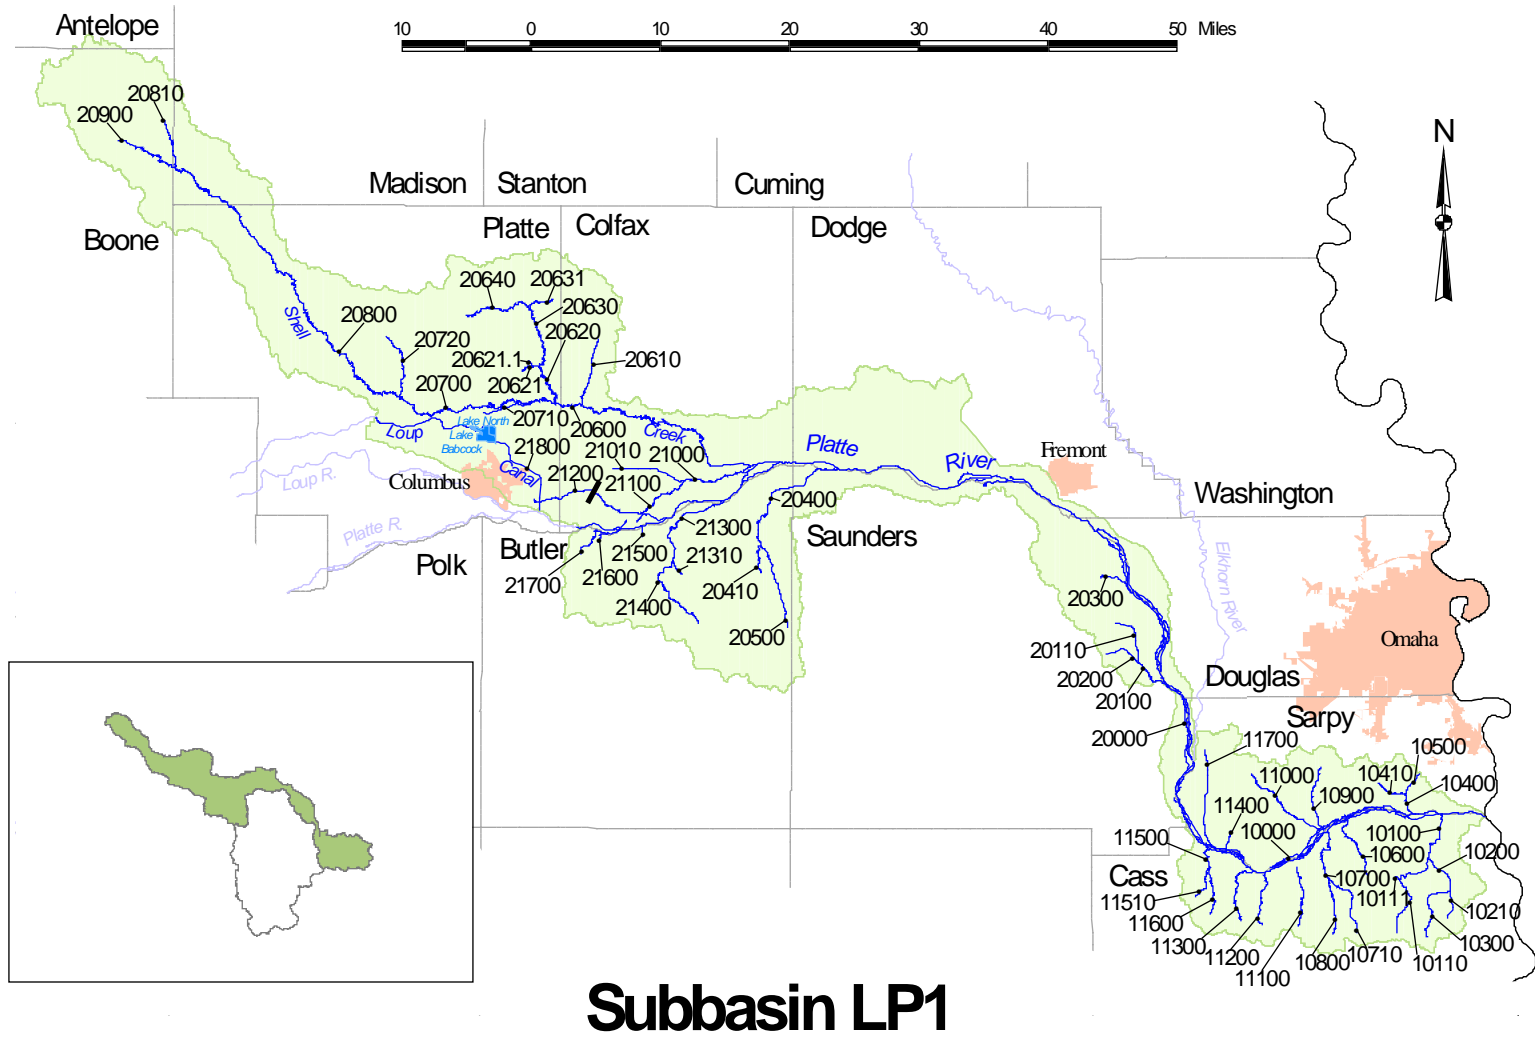 Antelope
10 0 10 20 30 40 50 Miles
20810
20900
N
Madison Stanton Cuming
Boone Platte Colfax Dodge
20640 20631
20630
Shell 20800 20620
20720 20621.1 20610
20621
20700
Lake North 20710
Loup Lake 20600 Creek
Babcock 21800 21010 21000 Platte
River Fremont
Loup R. Columbus Canal 21200 21100
20400 Washington
Platte R. Butler 21300 Saunders
Polk 21500 21310
21700 21600 20410 Elkhorn River
21400 20300
20500 Omaha
20110
20200 Douglas
20100
Sarpy
20000 11700 10500
11000 10410 10400
11400 10900
11500 10000 10100
10600 10200
Cass 10700
11510 10111
11600 10210
11300 10300
11200 10800 10710 10110
11100
Subbasin LP1